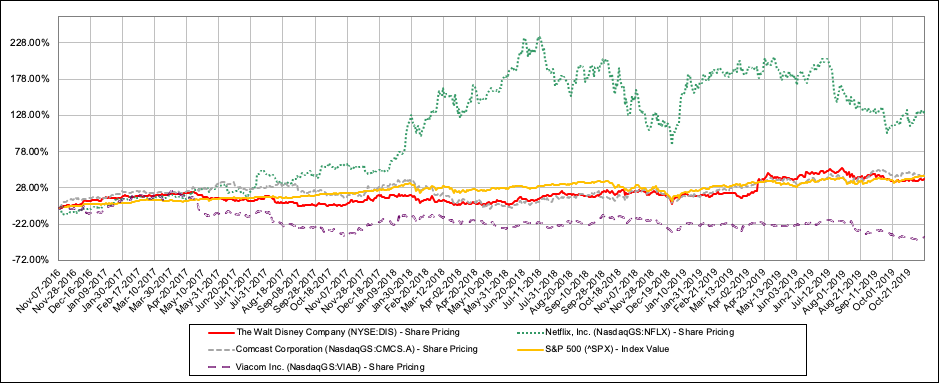 228.00%
178.00%
128.00%
78.00%
28.00%
-22.00%
-72.00%
Nov-07-2016
Nov-28-2016
Dec-16-2016
Jan-09-2017
Jan-30-2017
Feb-17-2017
Mar-10-2017
Mar-30-2017
Apr-20-2017
May-10-2017
May-31-2017
Jun-20-2017
Jul-11-2017
Jul-31-2017
Aug-18-2017
Sep-08-2017
Sep-28-2017
Oct-18-2017
Nov-07-2017
Nov-28-2017
Dec-18-2017
Jan-09-2018
Jan-30-2018
Feb-20-2018
Mar-12-2018
Apr-02-2018
Apr-20-2018
May-10-2018
May-31-2018
Jun-20-2018
Jul-11-2018
Jul-31-2018
Aug-20-2018
Sep-10-2018
Sep-28-2018
Oct-18-2018
Nov-07-2018
Nov-28-2018
Dec-18-2018
Jan-10-2019
Jan-31-2019
Feb-21-2019
Mar-13-2019
Apr-02-2019
Apr-23-2019
May-13-2019
Jun-03-2019
Jun-21-2019
Jul-12-2019
Aug-01-2019
Aug-21-2019
Sep-11-2019
Oct-01-2019
Oct-21-2019
The Walt Disney Company (NYSE:DIS) - Share Pricing
Netflix, Inc. (NasdaqGS:NFLX) - Share Pricing
Comcast Corporation (NasdaqGS:CMCS.A) - Share Pricing
S&P 500 (^SPX) - Index Value
Viacom Inc. (NasdaqGS:VIAB) - Share Pricing